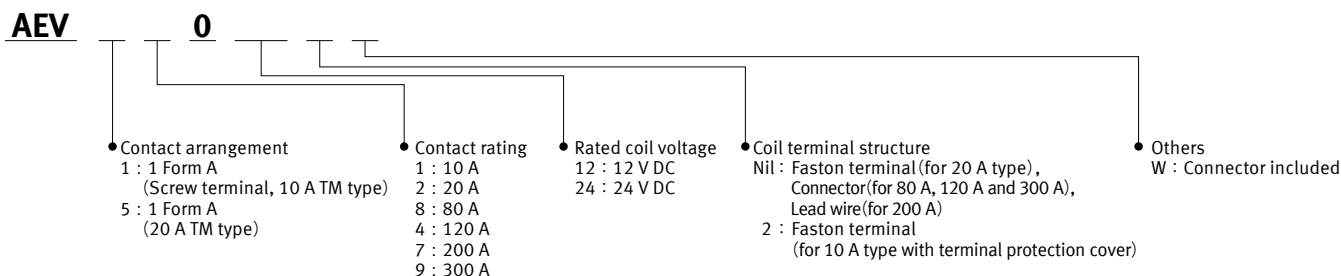 AEV 0
Contact arrangement
1 : 1 Form A
(Screw terminal, 10 A TM type)
5 : 1 Form A
(20 A TM type)
Contact rating
1 : 10 A
2 : 20 A
8 : 80 A
4 : 120 A
7 : 200 A
9 : 300 A
Rated coil voltage
12 : 12 V DC
24 : 24 V DC
Coil terminal structure
Nil : Faston terminal (for 20 A type),
Connector (for 80 A, 120 A and 300 A),
Lead wire (for 200 A)
2 : Faston terminal
(for 10 A type with terminal protection cover)
Others
W : Connector included